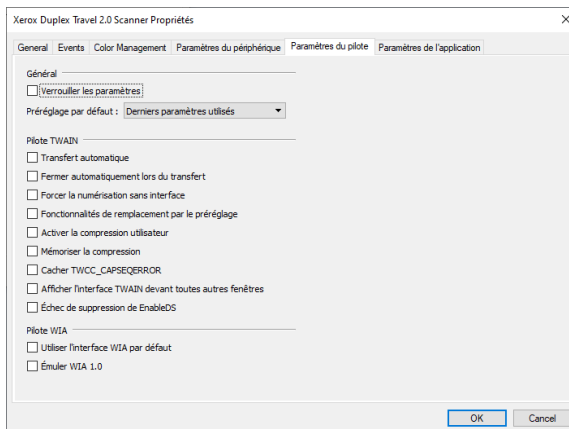 Xerox Duplex Travel 2.0 Scanner Propriétés
General Events Color Management Paramètres du périphérique Paramètres du pilote Paramètres de l'application
Général
Verrouiller les paramètres
Préréglage par défaut : Derniers paramètres utilisés
Pilote TWAIN
Transfert automatique
Fermer automatiquement lors du transfert
Forcer la numérisation sans interface
Fonctionnalités de remplacement par le préréglage
Activer la compression utilisateur
Mémoriser la compression
Cacher TWCC_CAPSEQERROR
Afficher l'interface TWAIN devant toutes autres fenêtres
Échec de suppression de EnableDS
Pilote WIA
Utiliser l'interface WIA par défaut
Émuler WIA 1.0
OK Cancel